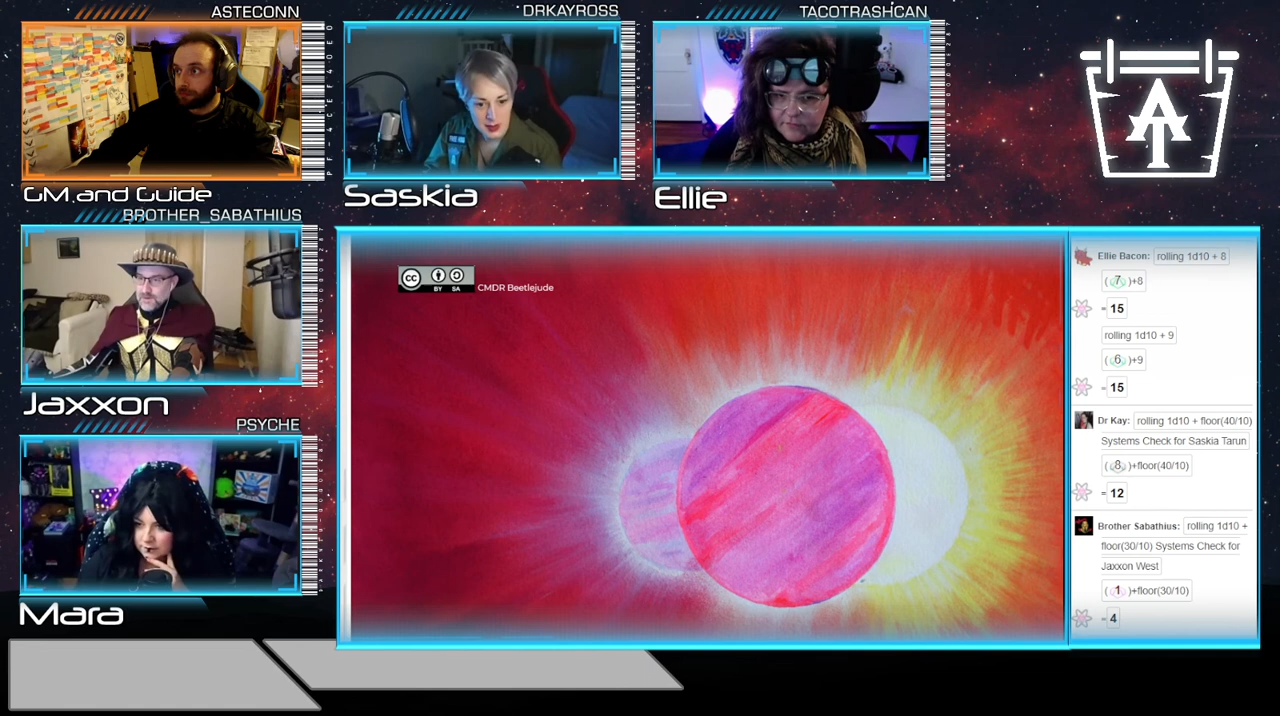 ASTECONN
GM and Guide
DRKAYROSS
Saskia
TACOTRASHCAN
Ellie
BROTHER_SABATHIUS
Jaxxon
PSYCHE
Mara
CC BY SA CMDR Beetlejude
Ellie Bacon: rolling 1d10 + 8
(7)+8
=15
rolling 1d10 + 9
(6)+9
=15
Dr Kay: rolling 1d10 + floor(40/10)
Systems Check for Saskia Tarun
(8)+floor(40/10)
=12
Brother Sabathius: rolling 1d10 +
floor(30/10) Systems Check for
Jaxxon West
(1)+floor(30/10)
=4